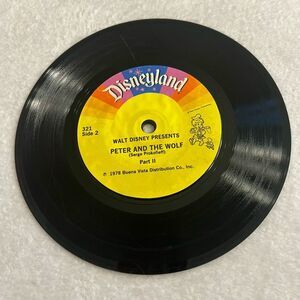 Disneyland
321
Side 2
WALT DISNEY PRESENTS
PETER AND THE WOLF
(Serge Prokofieff)
Part II
℗ 1978 Buena Vista Distribution Co., Inc.